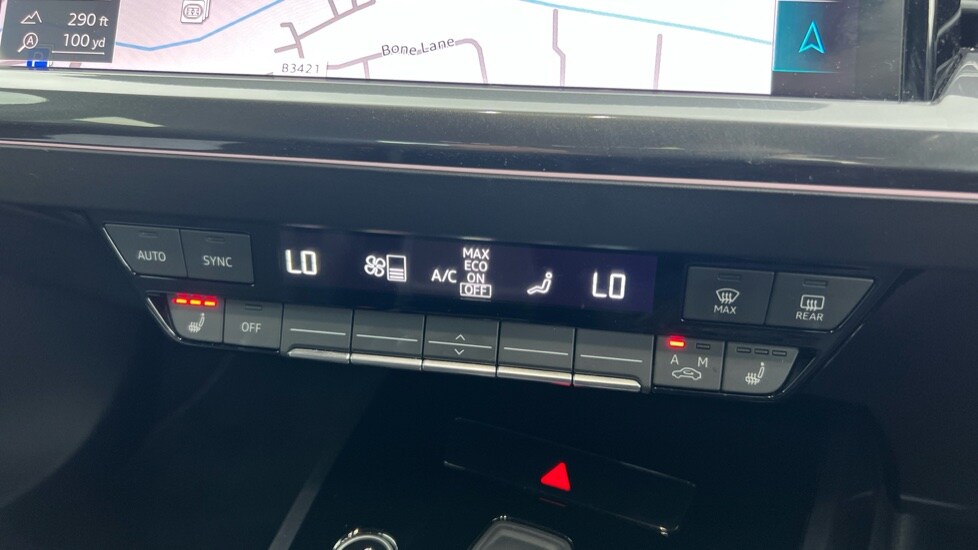 290 ft
100 yd
Bone Lane
B3421
P
AUTO
SYNC
LO
A/C
MAX
ECO
ON
OFF
LO
MAX
REAR
OFF
A M